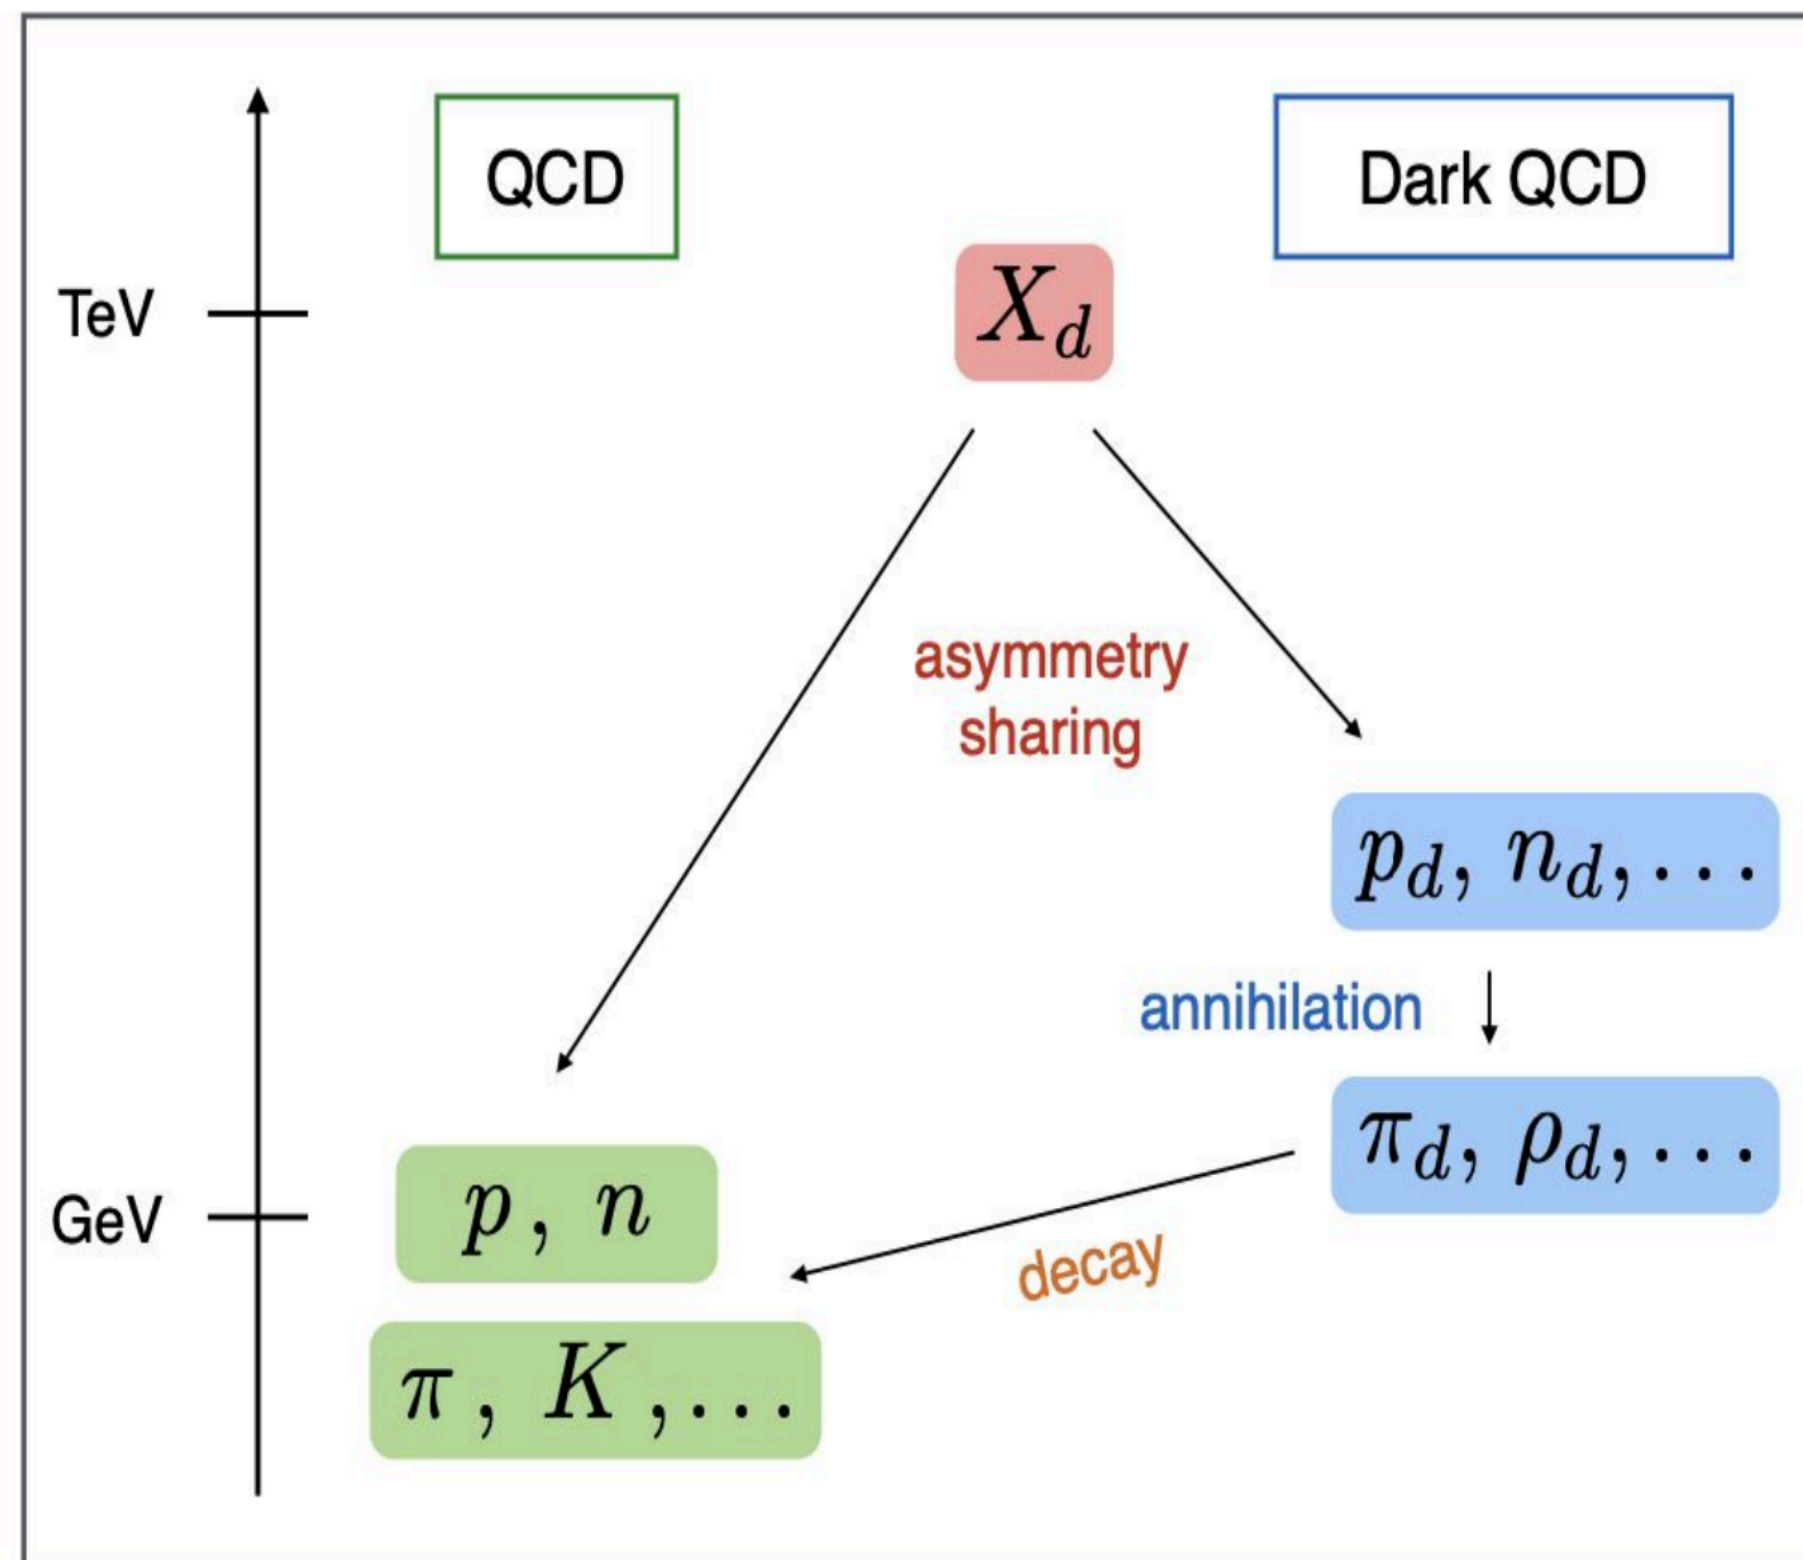 QCD
Dark QCD
TeV
X_d
asymmetry
sharing
p_d, n_d, ...
annihilation
π_d, ρ_d, ...
GeV
p, n
decay
π, K, ...